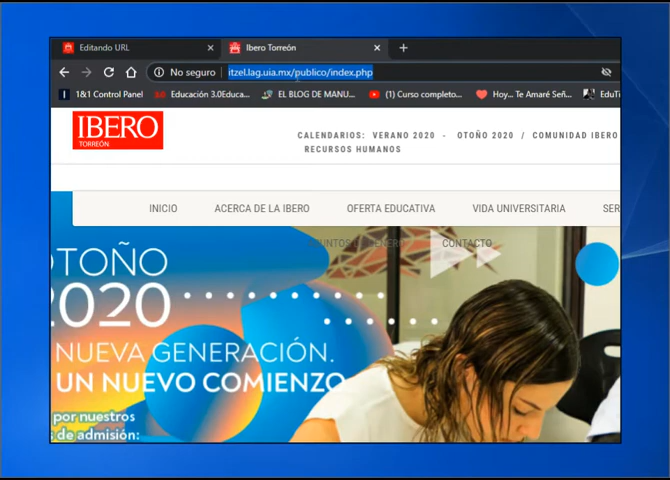 Editando URL
Ibero Torreón
No seguro
itzel.lag.uia.mx/publico/index.php
1&1 Control Panel
Educación 3.0Educa...
EL BLOG DE MANU...
(1) Curso completo...
Hoy... Te Amaré Señ...
EduTi
IBERO
TORREÓN
CALENDARIOS: VERANO 2020 - OTOÑO 2020 / COMUNIDAD IBERO
RECURSOS HUMANOS
INICIO
ACERCA DE LA IBERO
OFERTA EDUCATIVA
VIDA UNIVERSITARIA
SER
CONTACTO
OTOÑO
2020
NUEVA GENERACIÓN.
UN NUEVO COMIENZO
por nuestros
de admisión: